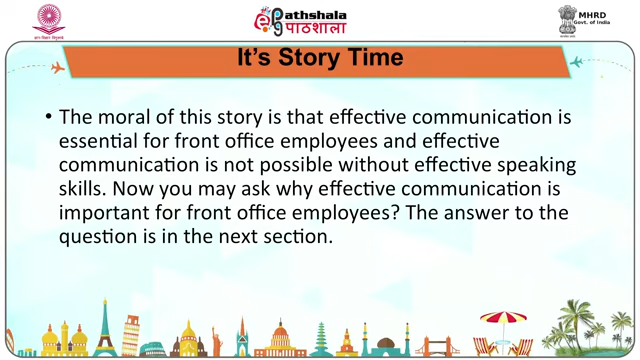 ePathshala
पाठशाला
MHRD
Govt. of India
It's Story Time
• The moral of this story is that effective communication is
essential for front office employees and effective
communication is not possible without effective speaking
skills. Now you may ask why effective communication is
important for front office employees? The answer to the
question is in the next section.